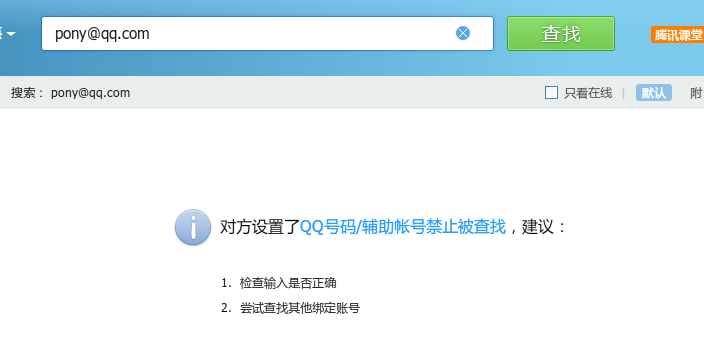 pony@qq.com
查找
腾讯课堂
搜索： pony@qq.com
只看在线 | 默认 附
对方设置了QQ号码/辅助帐号禁止被查找，建议：
1. 检查输入是否正确
2. 尝试查找其他绑定账号